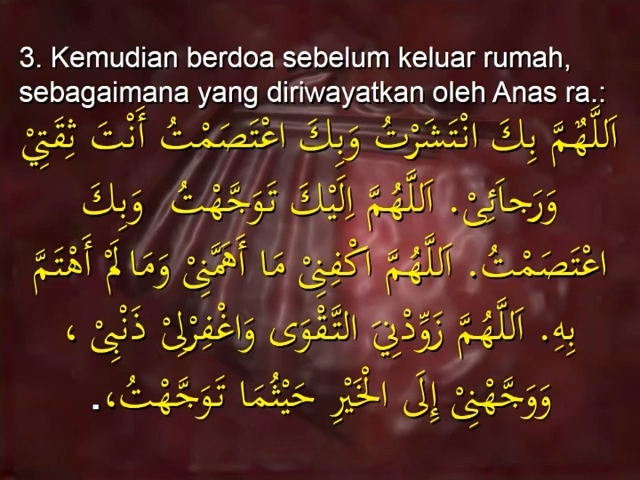 3. Kemudian berdoa sebelum keluar rumah,
sebagaimana yang diriwayatkan oleh Anas ra.:
اَللَّهُمَّ بِكَ انْتَشَرْتُ وَبِكَ اعْتَصَمْتُ أَنْتَ ثِقَتِيْ
وَرَجاَئِىْ. اَللَّهُمَّ اِلَيْكَ تَوَجَّهْتُ وَبِكَ
اعْتَصَمْتُ. اَللَّهُمَّ اكْفِنِىْ مَا أَهَمَّنِىْ وَمَا لَمْ أَهْتَمَّ
بِهِ. اَللَّهُمَّ زَوِّدْنِيَ التَّقْوَى وَاغْفِرْلِىْ ذَنْبِىْ ،
وَوَجَّهْنِىْ إِلَى الْخَيْرِ حَيْثُمَا تَوَجَّهْتُ،.